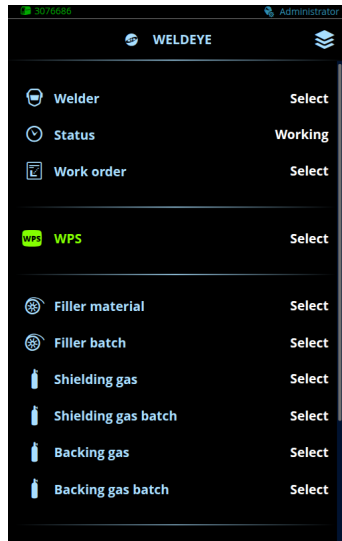 3076686 Administrator
WELDEYE
Welder Select
Status Working
Work order Select
WPS WPS Select
Filler material Select
Filler batch Select
Shielding gas Select
Shielding gas batch Select
Backing gas Select
Backing gas batch Select